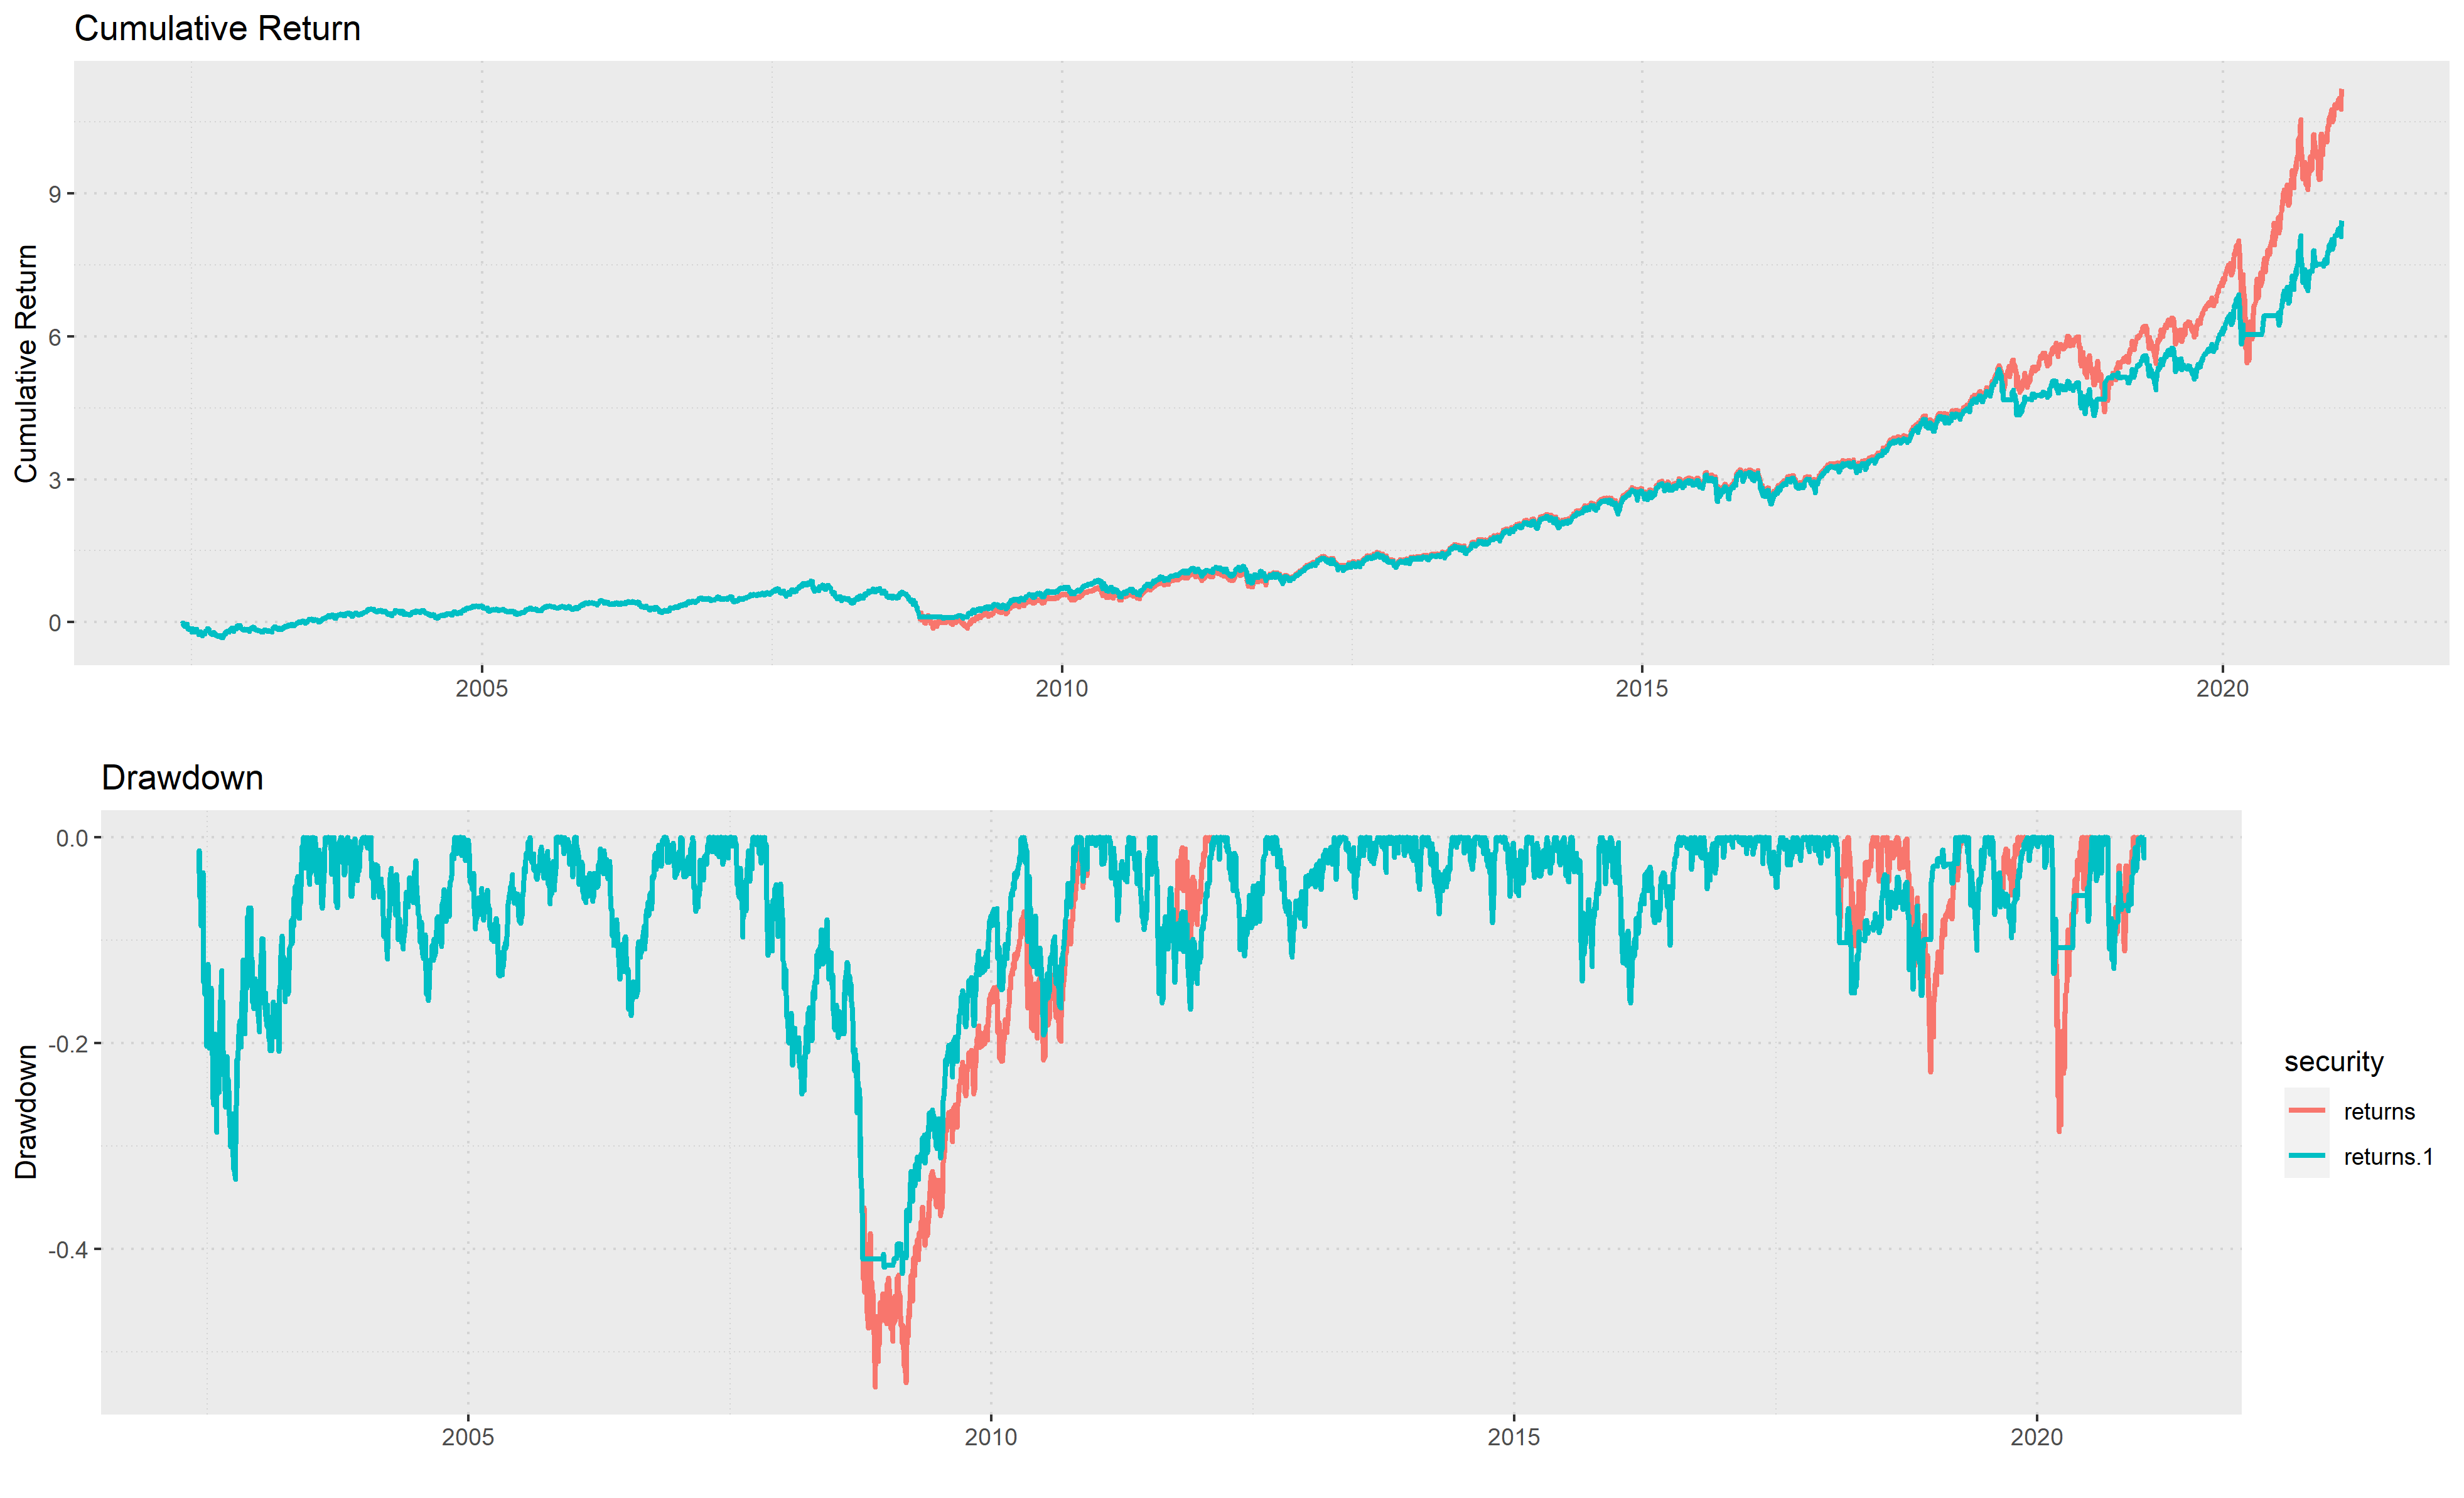 Cumulative Return
Cumulative Return
9
6
3
0
2005
2010
2015
2020
Drawdown
Drawdown
0.0
-0.2
-0.4
2005
2010
2015
2020
security
returns
returns.1